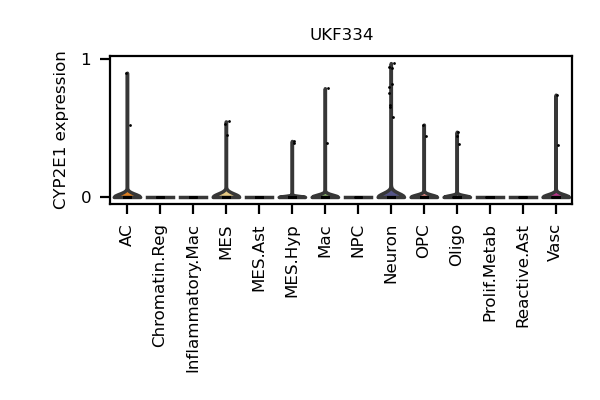 UKF334
CYP2E1 expression
1
0
AC
Chromatin.Reg
Inflammatory.Mac
MES
MES.Ast
MES.Hyp
Mac
NPC
Neuron
OPC
Oligo
Prolif.Metab
Reactive.Ast
Vasc